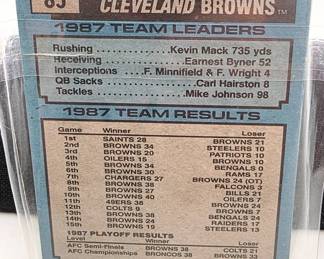 85
CLEVELAND BROWNS™
1987 TEAM LEADERS
Rushing Kevin Mack 735 yds
Receiving Earnest Byner 52
Interceptions F. Minnifield & F. Wright 4
QB Sacks Carl Hairston 8
Tackles Mike Johnson 98
1987 TEAM RESULTS
Game Winner Loser
1st SAINTS 28 BROWNS 21
2nd BROWNS 34 STEELERS 10
3rd BROWNS 20 PATRIOTS 10
4th OILERS 15 BROWNS 10
5th BROWNS 34 BENGALS 0
6th BROWNS 30 RAMS 17
7th CHARGERS 27 BROWNS 24 (OT)
8th BROWNS 38 FALCONS 3
9th BROWNS 27 BILLS 21
10th BROWNS 40 OILERS 7
11th 49ERS 38 BROWNS 24
12th COLTS 9 BROWNS 7
13th BROWNS 38 BENGALS 24
14th BROWNS 24 RAIDERS 17
15th BROWNS 19 STEELERS 13
1987 PLAYOFF RESULTS
Level Winner Loser
AFC Semi-Finals BROWNS 38 COLTS 21
AFC Championships BRONCOS 38 BROWNS 33